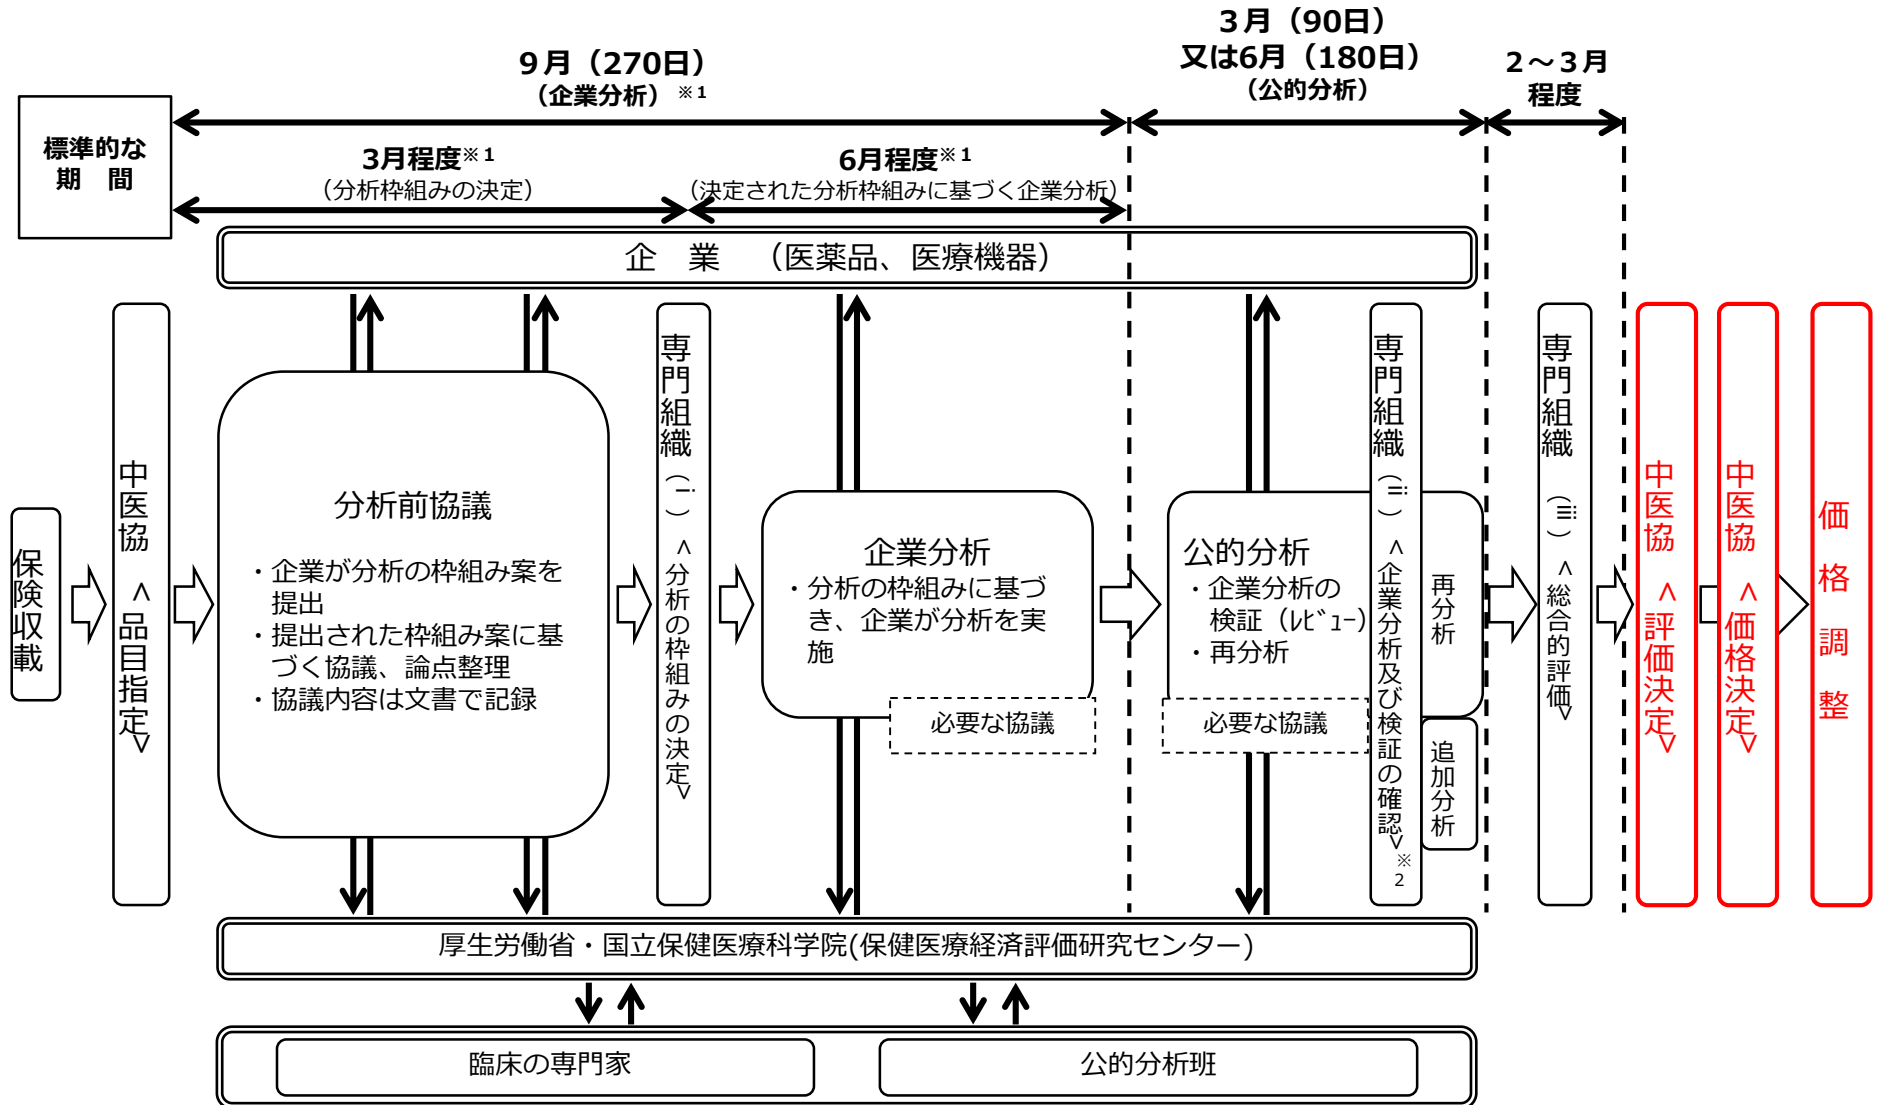 標準的な
期　間
９月（270日）
（企業分析）※１
３月（90日）
又は6月（180日）
（公的分析）
２～３月
程度
3月程度※１
（分析枠組みの決定）
6月程度※１
（決定された分析枠組みに基づく企業分析）
企　業　（医薬品、医療機器）
保険収載
中医協　<品目指定>
分析前協議
・企業が分析の枠組み案を
提出
・提出された枠組み案に基
づく協議、論点整理
・協議内容は文書で記録
専門組織（ⅰ）<分析の枠組みの決定>
企業分析
・分析の枠組みに基づ
き、企業が分析を実
施
必要な協議
公的分析
・企業分析の
検証（ﾚﾋﾞｭｰ）
・再分析
必要な協議
専門組織（ⅱ）<企業分析及び検証の確認>※2
再分析
追加分析
専門組織　（ⅲ）<総合的評価>
中医協　<評価決定>
中医協　<価格決定>
価格調整
厚生労働省・国立保健医療科学院(保健医療経済評価研究センター)
臨床の専門家
公的分析班